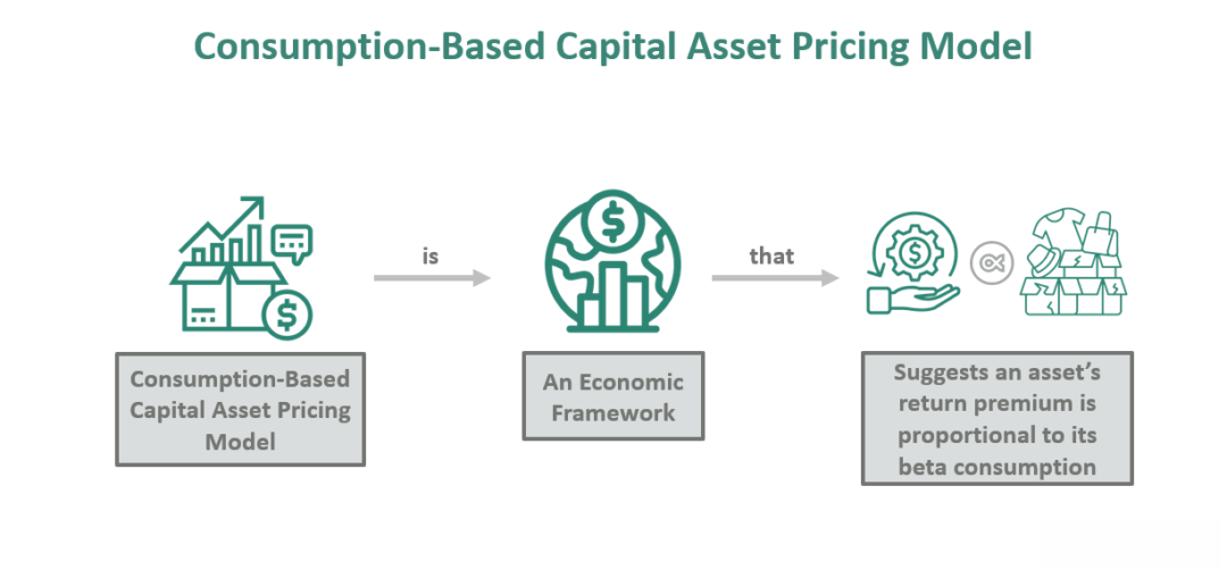 Consumption-Based Capital Asset Pricing Model
is
that
Consumption-Based
Capital Asset Pricing
Model
An Economic
Framework
Suggests an asset's
return premium is
proportional to its
beta consumption